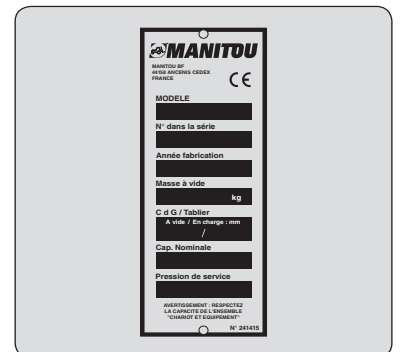 MANITOU
MANITOU BF
44158 ANCENIS CEDEX
FRANCE
CE
MODELE
N° dans la série
Année fabrication
Masse à vide
kg
C d G / Tablier
A vide / En charge : mm
/
Cap. Nominale
Pression de service
AVERTISSEMENT : RESPECTEZ
LA CAPACITE DE L'ENSEMBLE
"CHARIOT ET EQUIPEMENT"
N° 241415